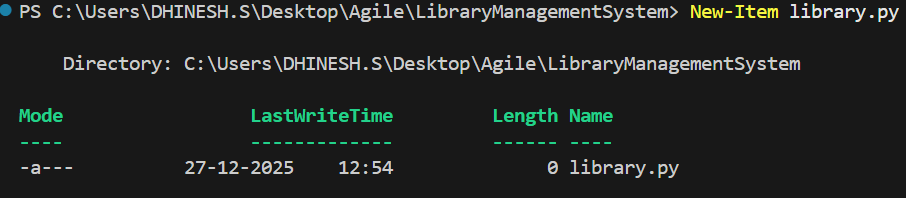 PS C:\Users\DHINESH.S\Desktop\Agile\LibraryManagementSystem> New-Item library.py
Directory: C:\Users\DHINESH.S\Desktop\Agile\LibraryManagementSystem
Mode LastWriteTime Length Name
---- ------------- ------ ----
-a--- 27-12-2025 12:54 0 library.py